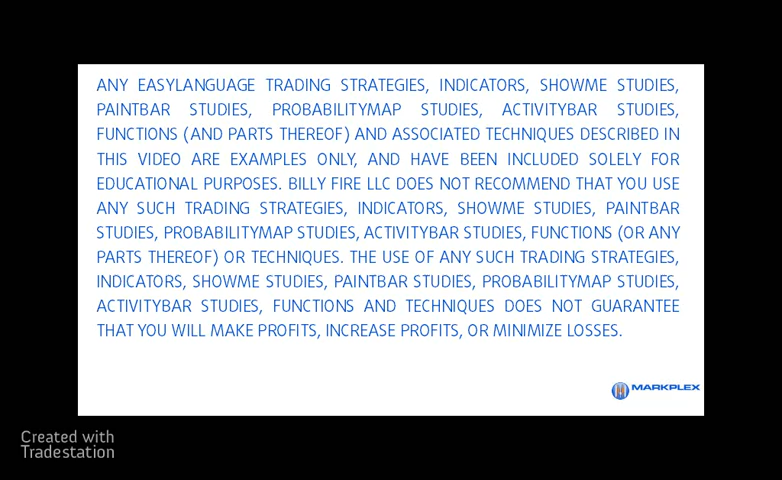 ANY EASYLANGUAGE TRADING STRATEGIES, INDICATORS, SHOWME STUDIES,
PAINTBAR STUDIES, PROBABILITYMAP STUDIES, ACTIVITYBAR STUDIES,
FUNCTIONS (AND PARTS THEREOF) AND ASSOCIATED TECHNIQUES DESCRIBED IN
THIS VIDEO ARE EXAMPLES ONLY, AND HAVE BEEN INCLUDED SOLELY FOR
EDUCATIONAL PURPOSES. BILLY FIRE LLC DOES NOT RECOMMEND THAT YOU USE
ANY SUCH TRADING STRATEGIES, INDICATORS, SHOWME STUDIES, PAINTBAR
STUDIES, PROBABILITYMAP STUDIES, ACTIVITYBAR STUDIES, FUNCTIONS (OR ANY
PARTS THEREOF) OR TECHNIQUES. THE USE OF ANY SUCH TRADING STRATEGIES,
INDICATORS, SHOWME STUDIES, PAINTBAR STUDIES, PROBABILITYMAP STUDIES,
ACTIVITYBAR STUDIES, FUNCTIONS AND TECHNIQUES DOES NOT GUARANTEE
THAT YOU WILL MAKE PROFITS, INCREASE PROFITS, OR MINIMIZE LOSSES.
MARKPLEX
Created with
Tradestation